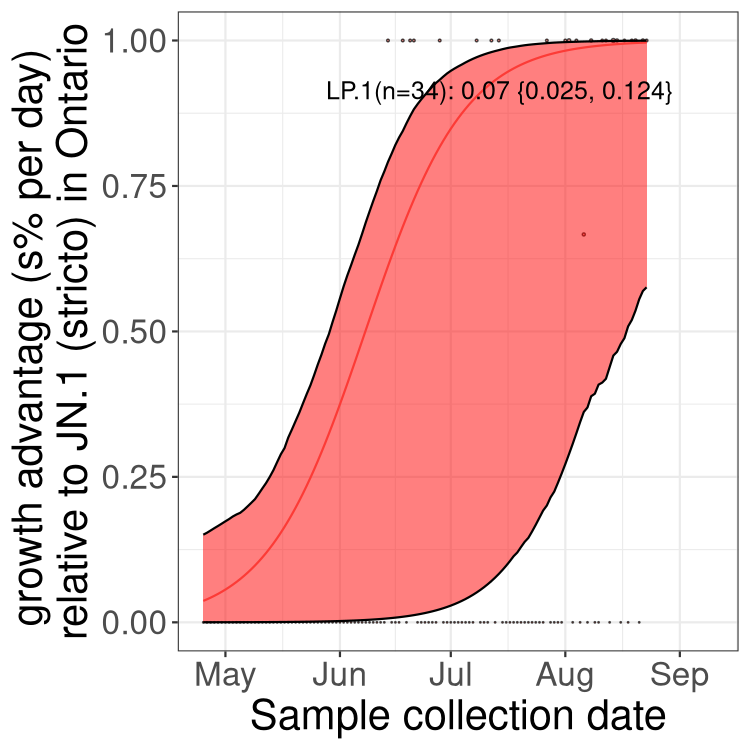 growth advantage (s% per day)
relative to JN.1 (stricto) in Ontario
1.00
0.75
0.50
0.25
0.00
LP.1(n=34): 0.07 {0.025, 0.124}
May Jun Jul Aug Sep
Sample collection date